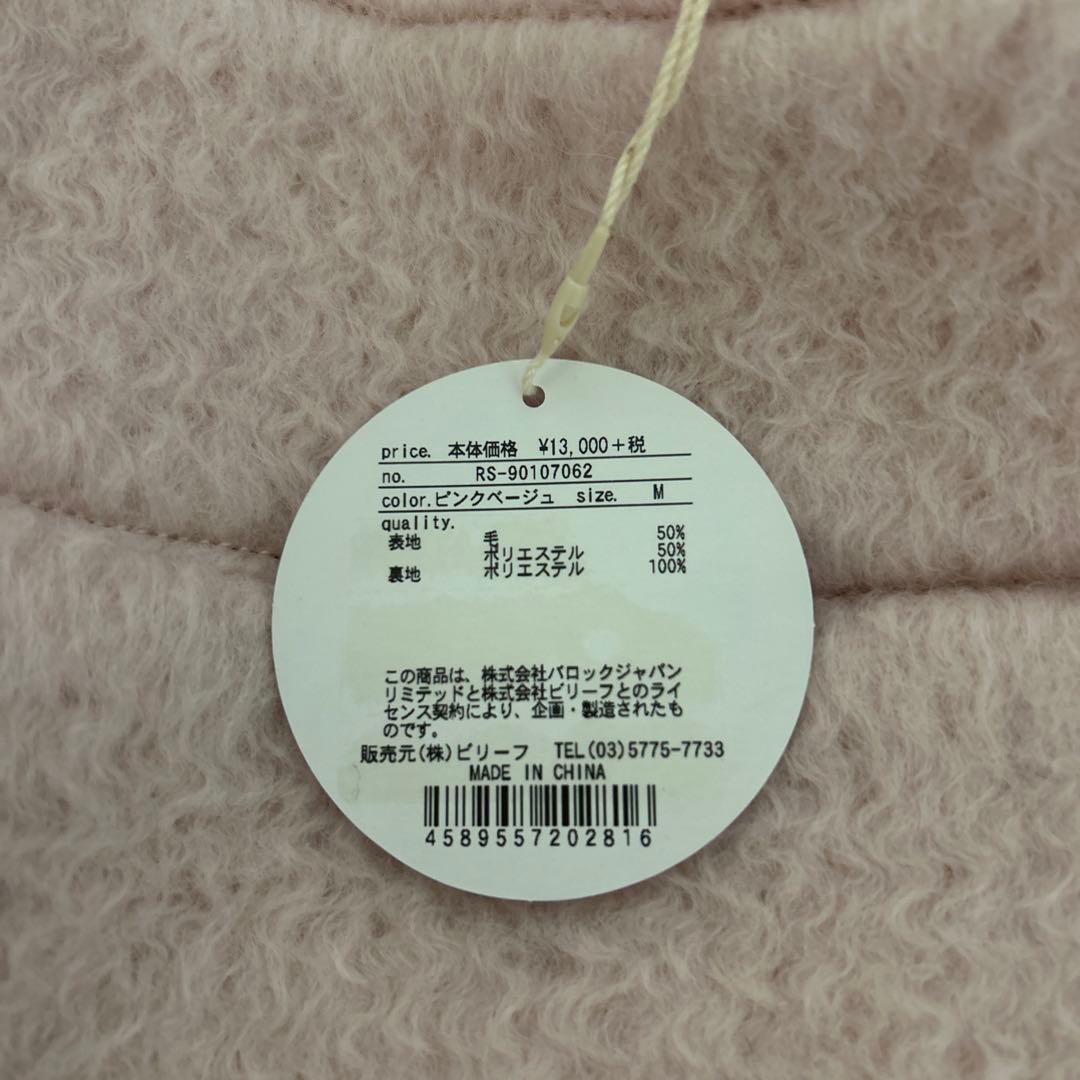 price. 本体価格 ¥13,000+税
no. RS-90107062
color.ピンクベージュ size. M
quality.
表地 毛 50%
ポリエステル 50%
裏地 ポリエステル 100%
この商品は、株式会社バロックジャパン
リミテッドと株式会社ビリーフとのライ
センス契約により、企画・製造されたも
のです。
販売元(株)ビリーフ TEL(03)5775-7733
MADE IN CHINA
4589557202816